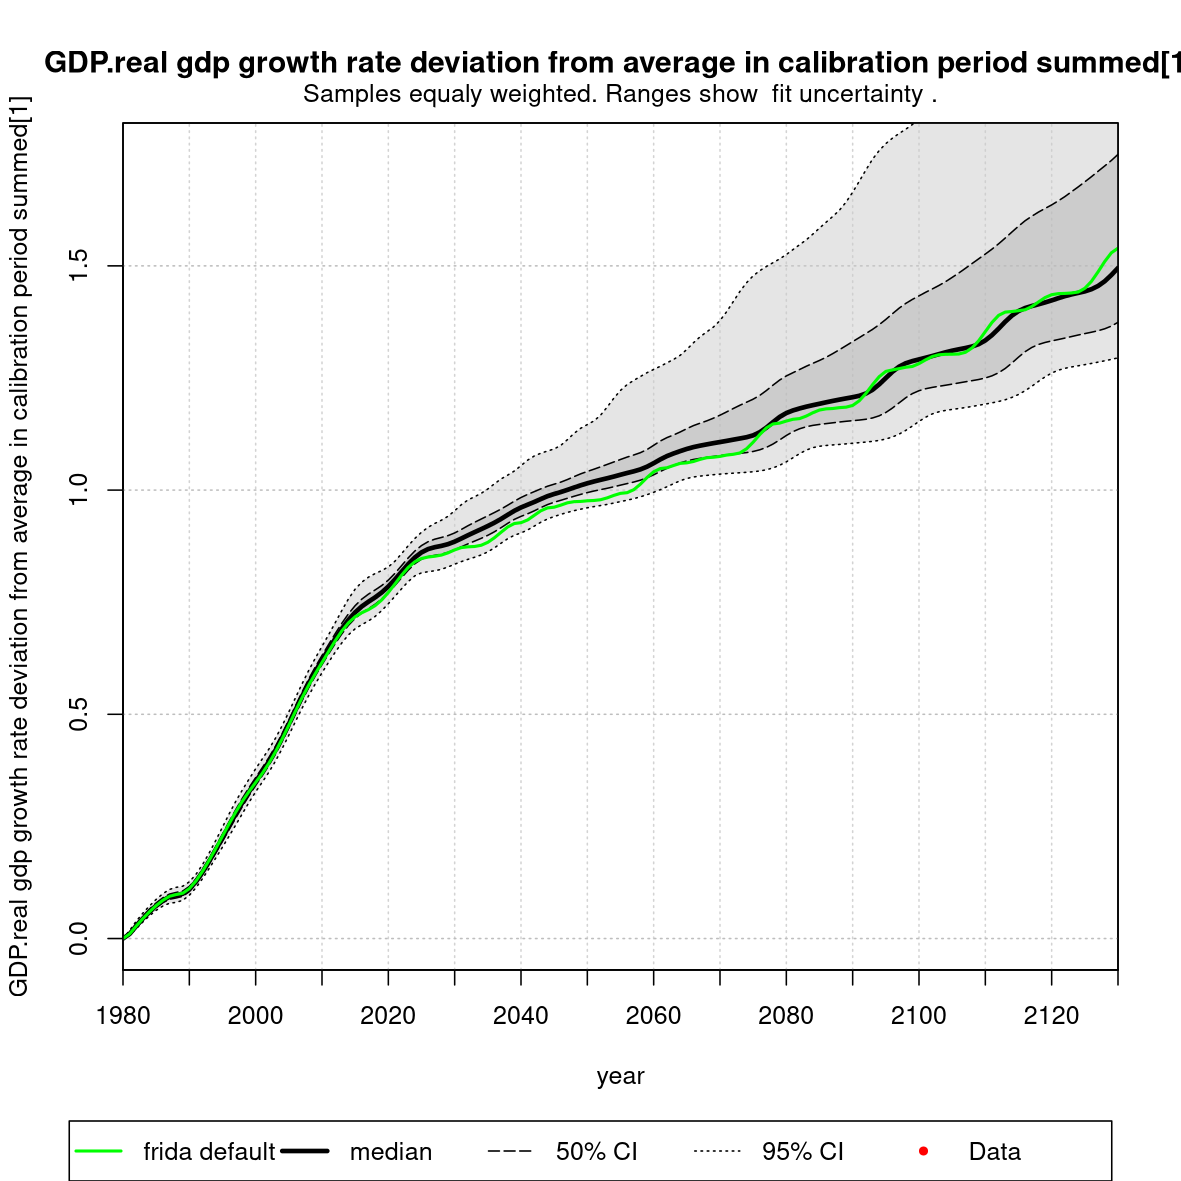 GDP.real gdp growth rate deviation from average in calibration period summed[1
Samples equaly weighted. Ranges show  fit uncertainty .
GDP.real gdp growth rate deviation from average in calibration period summed[1]
1.5
1.0
0.5
0.0
1980 2000 2020 2040 2060 2080 2100 2120
year
frida default median 50% CI 95% CI Data